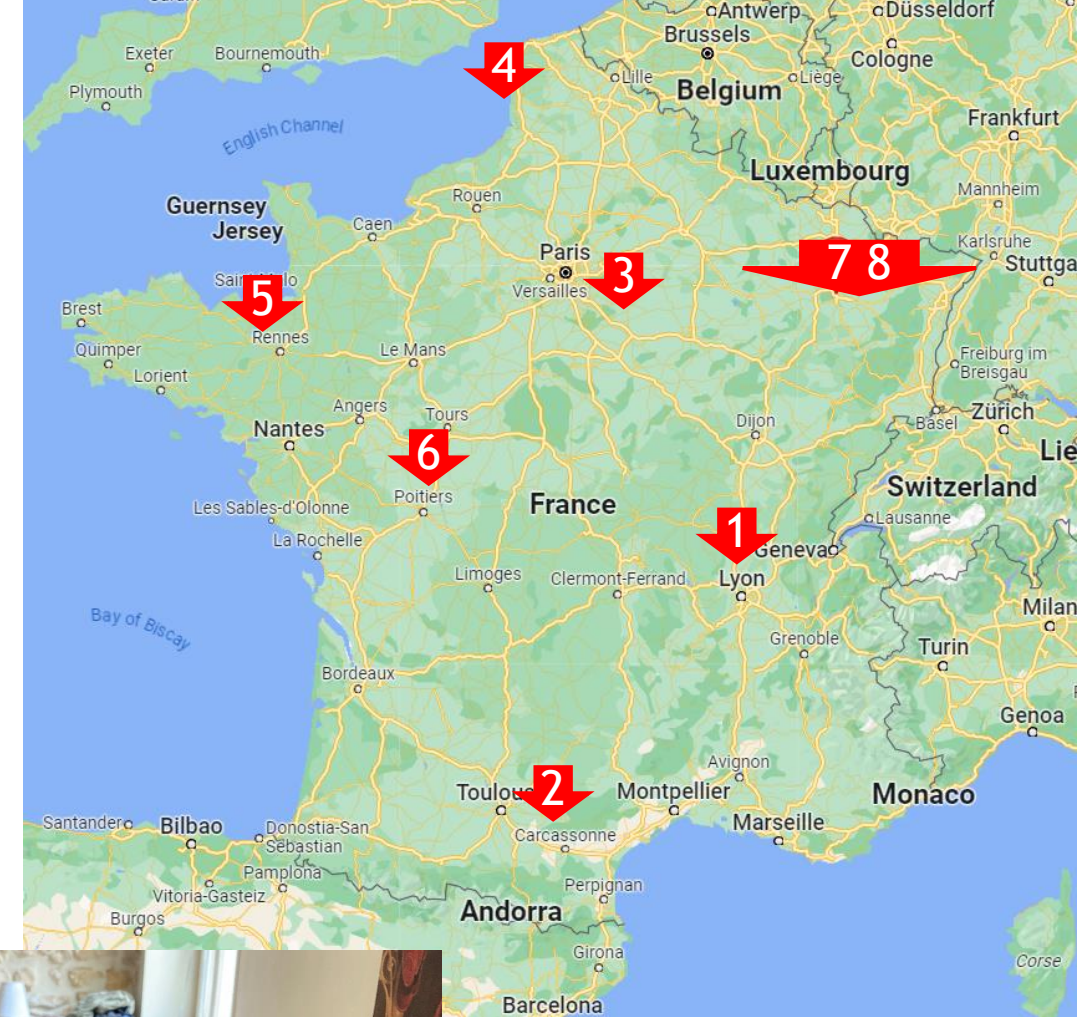 Antwerp
Düsseldorf
Brussels
Exeter
Bournemouth
Cologne
4
Lille
Liège
Plymouth
Belgium
Frankfurt
English Channel
Luxembourg
Mannheim
Rouen
Guernsey
Jersey
Caen
Karlsruhe
Paris
7 8
Stuttga
3
Versailles
5
Brest
Rennes
Quimper
Le Mans
Freiburg im
Breisgau
Lorient
Angers
Tours
Zürich
Nantes
Dijon
Basel
Lie
6
Switzerland
Poitiers
France
Les Sables-d'Olonne
Lausanne
1
La Rochelle
Geneva
Limoges
Clermont-Ferrand
Lyon
Milan
Bay of Biscay
Grenoble
Turin
Bordeaux
Genoa
Avignon
2
Montpellier
Monaco
Santander
Bilbao
Donostia-San
Sebastian
Carcassonne
Marseille
Pamplona
Perpignan
Vitoria-Gasteiz
Andorra
Burgos
Girona
Corse
Barcelona